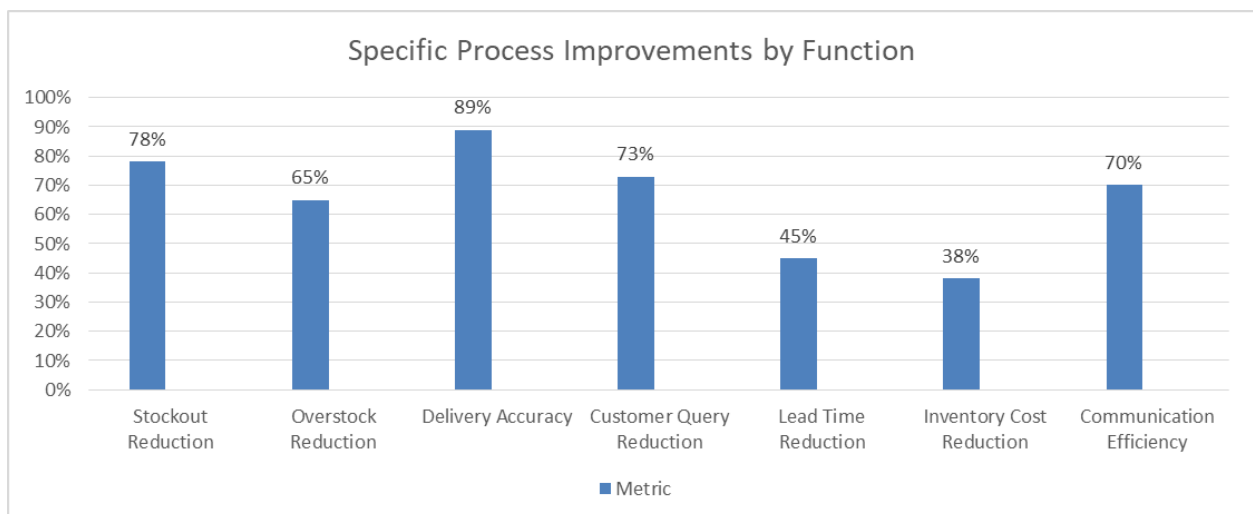 Specific Process Improvements by Function
100%
90%
80%
70%
60%
50%
40%
30%
20%
10%
0%
78%
65%
89%
73%
45%
38%
70%
Stockout
Reduction
Overstock
Reduction
Delivery Accuracy
Customer Query
Reduction
Lead Time
Reduction
Inventory Cost
Reduction
Communication
Efficiency
Metric